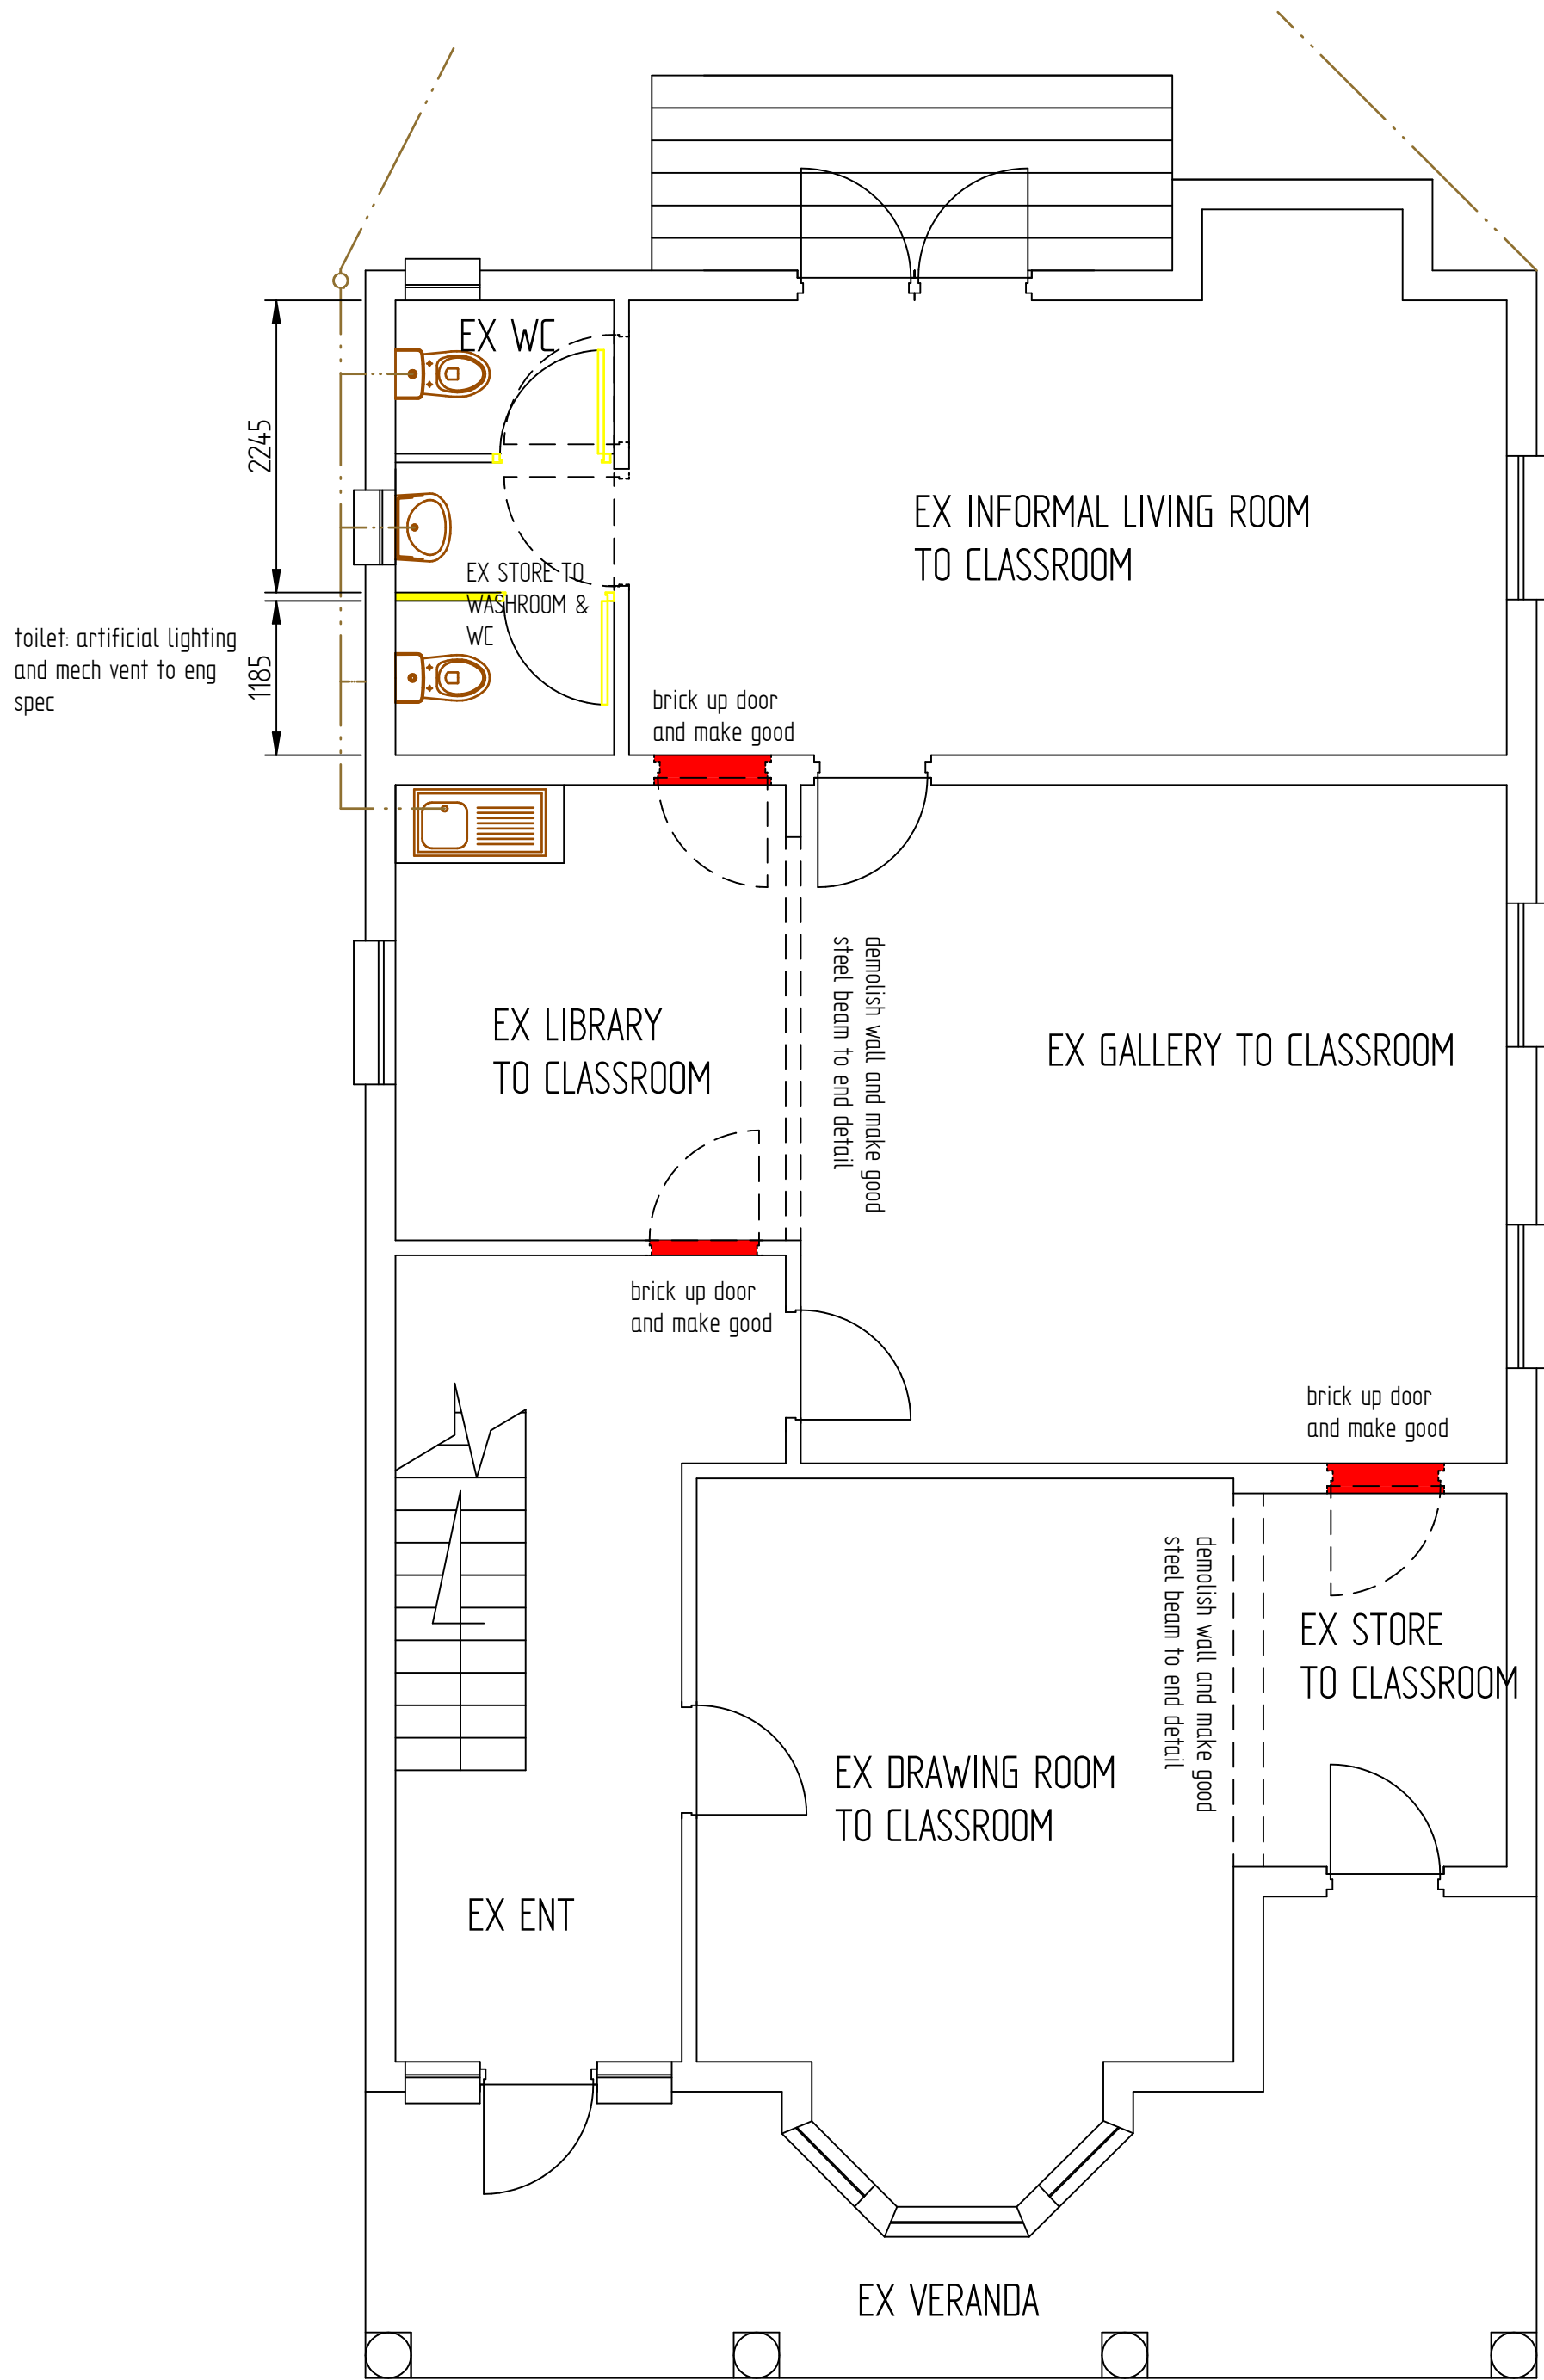 EX WC
2245
EX INFORMAL LIVING ROOM
TO CLASSROOM
EX STORE TO
WASHROOM &
WC
toilet: artificial lighting
and mech vent to eng
spec
1185
brick up door
and make good
demolish wall and make good
steel beam to end detail
EX LIBRARY
TO CLASSROOM
EX GALLERY TO CLASSROOM
brick up door
and make good
brick up door
and make good
demolish wall and make good
steel beam to end detail
EX STORE
TO CLASSROOM
EX DRAWING ROOM
TO CLASSROOM
EX ENT
EX VERANDA